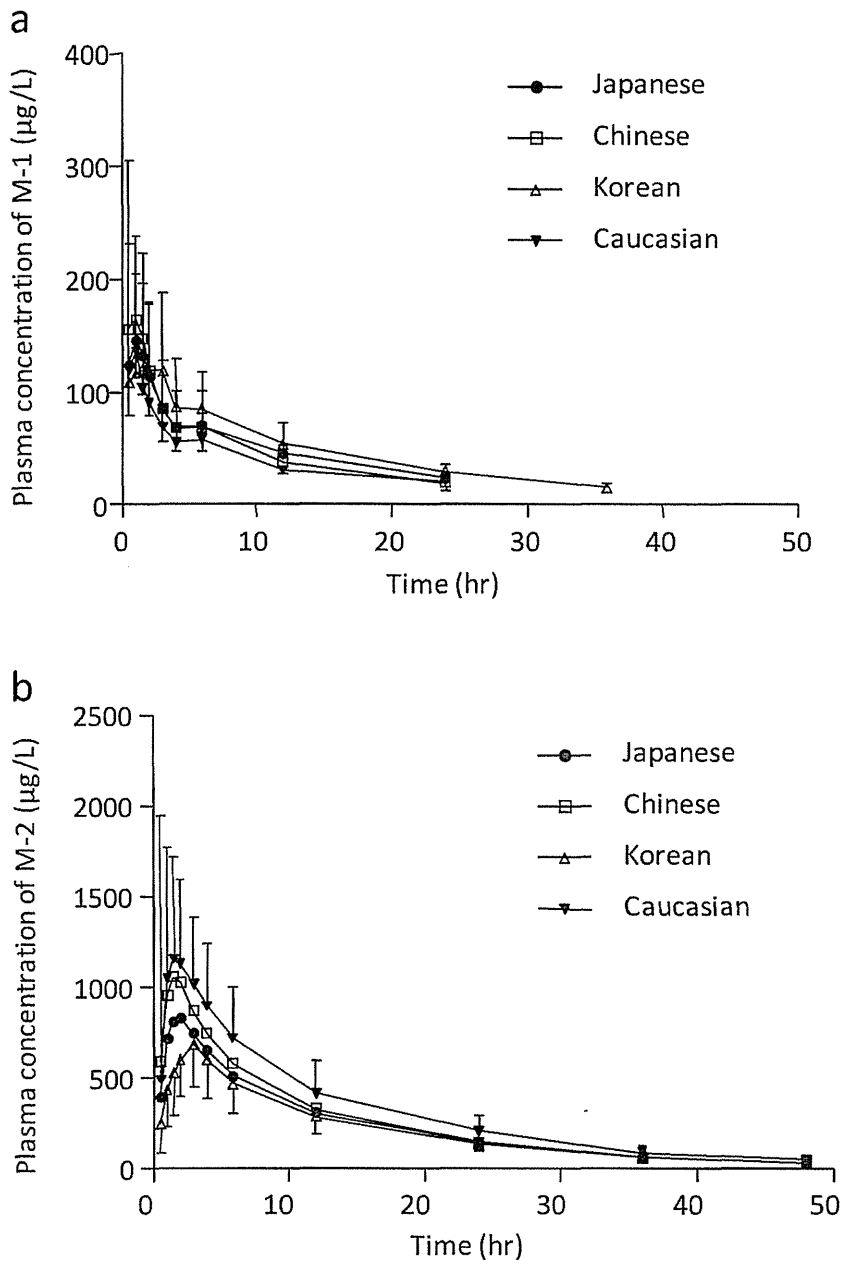 a
Plasma concentration of M-1 (µg/L)
400
300
200
100
0
Japanese
Chinese
Korean
Caucasian
0 10 20 30 40 50
Time (hr)
b
Plasma concentration of M-2 (µg/L)
2500
2000
1500
1000
500
0
Japanese
Chinese
Korean
Caucasian
0 10 20 30 40 50
Time (hr)